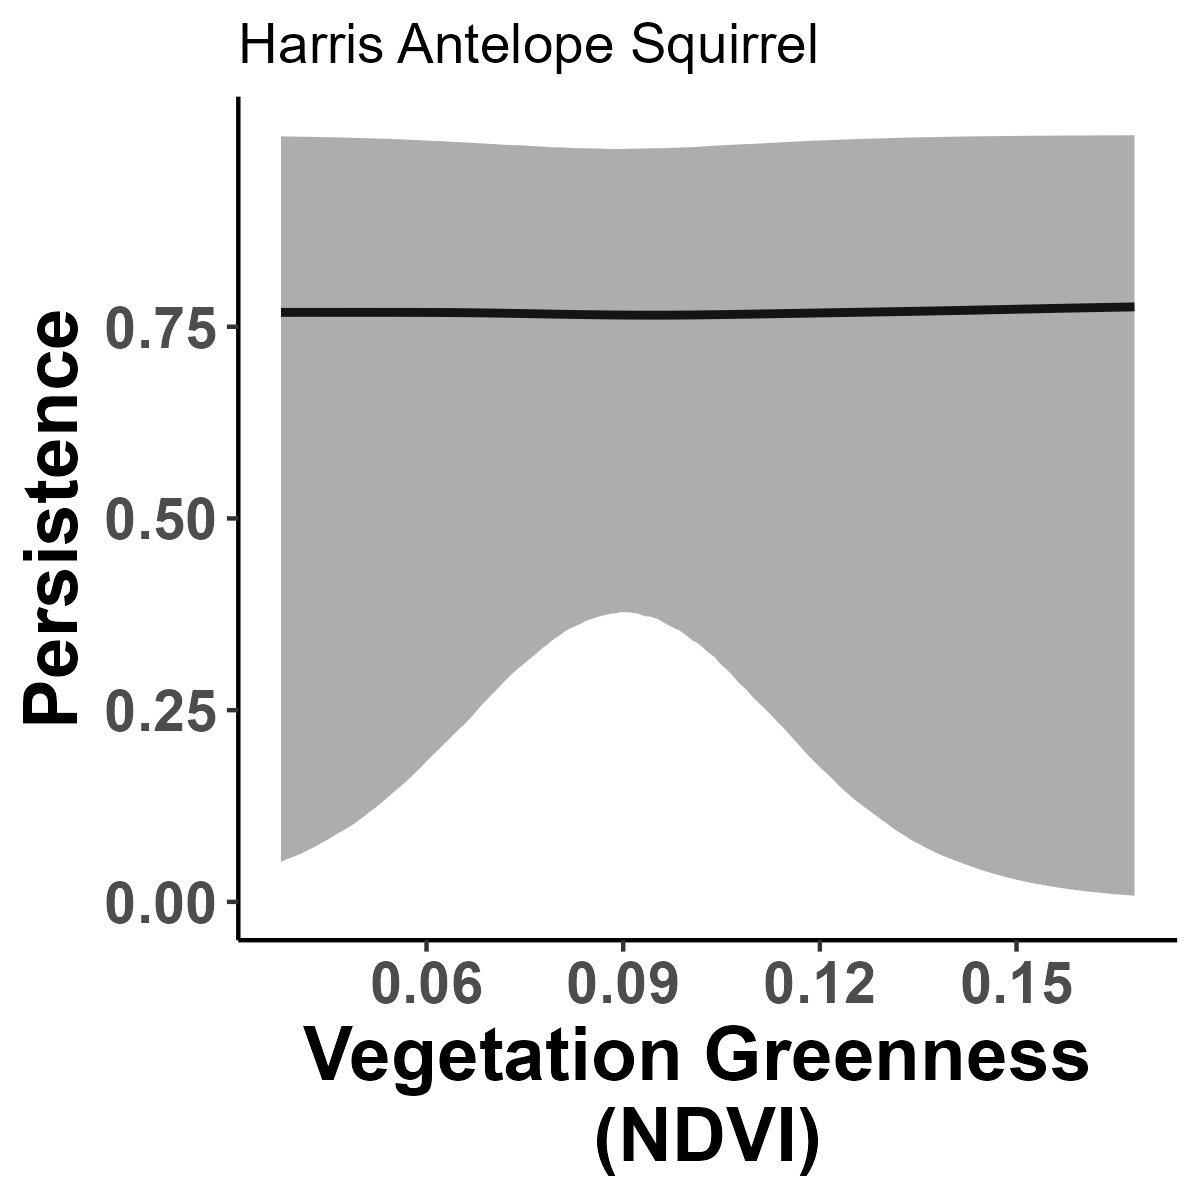 Harris Antelope Squirrel
Persistence
0.75
0.50
0.25
0.00
0.06 0.09 0.12 0.15
Vegetation Greenness
(NDVI)